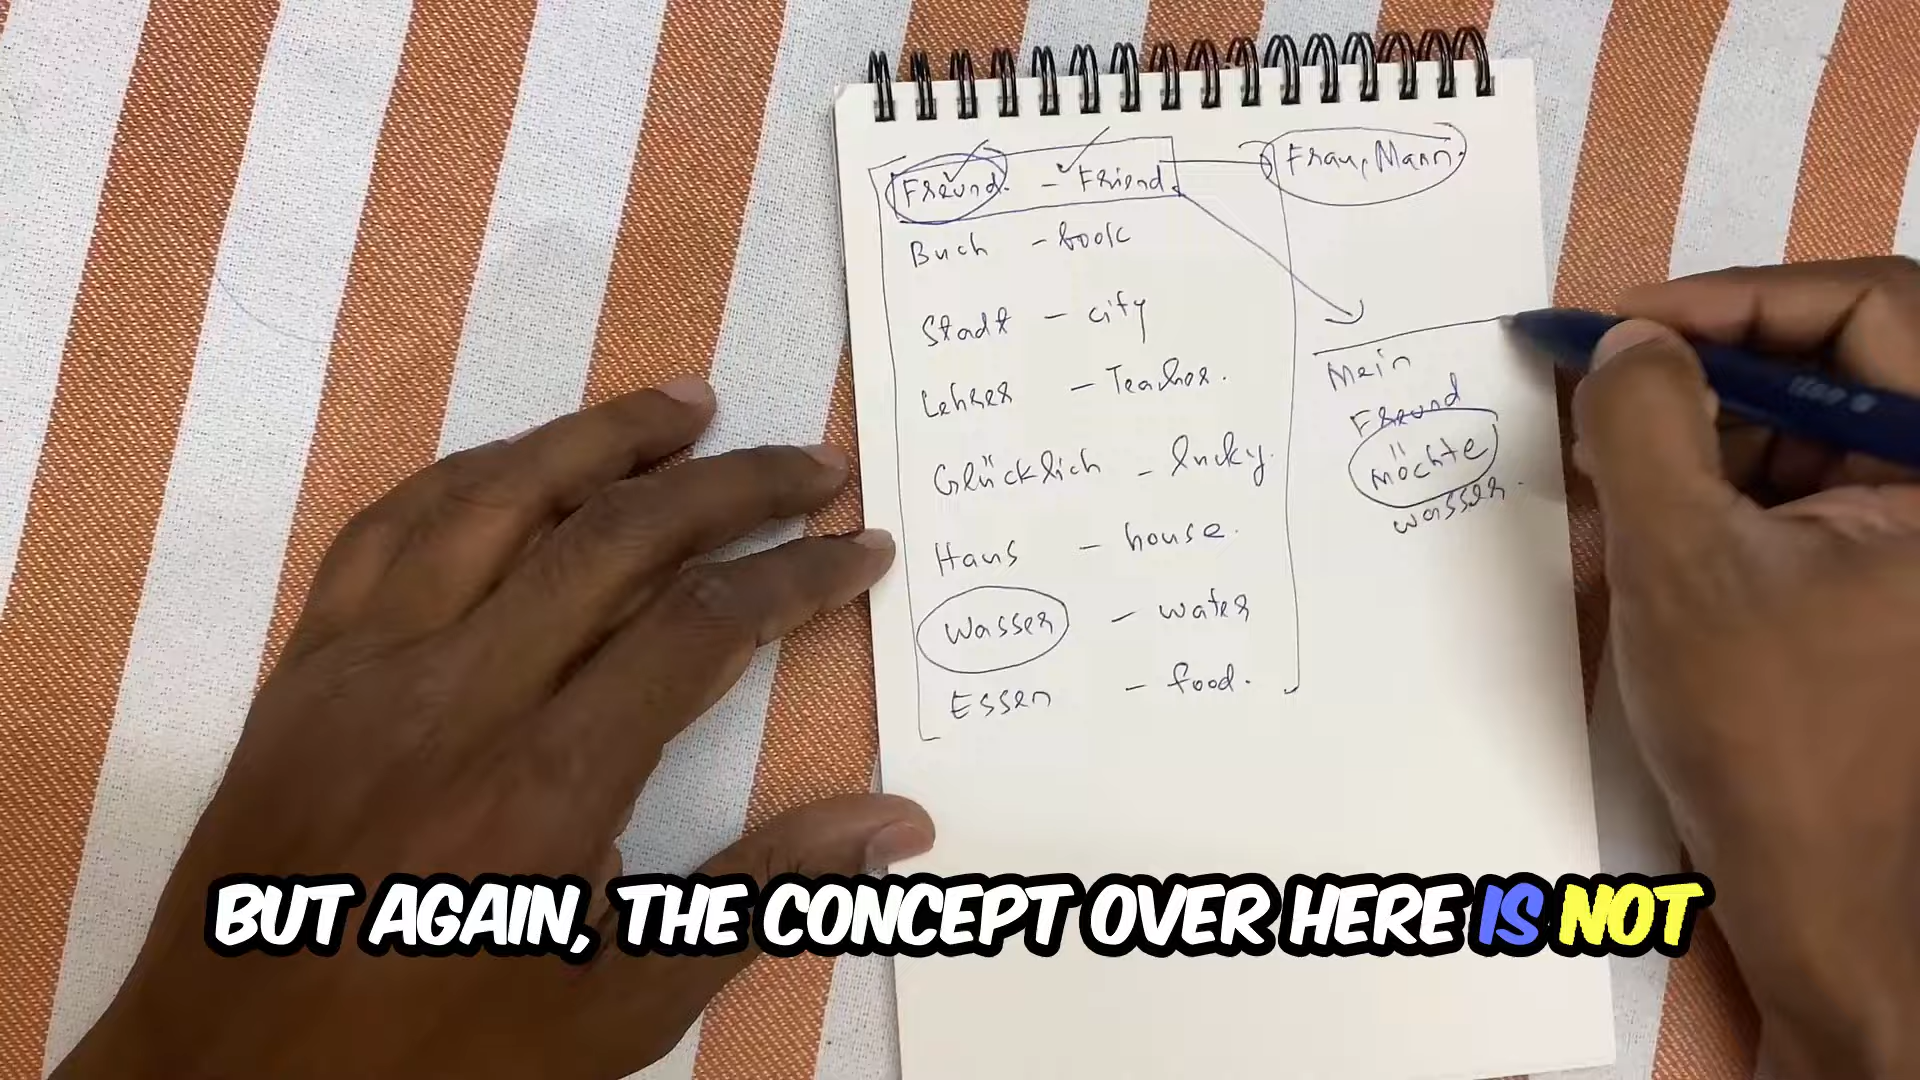 Freund. - Friend.
Frau, Mann.
Buch - book
Stadt - city
Lehrer - Teacher.
Glücklich - lucky.
Haus - house.
Wasser - water
Essen - food.
Mein
Freund
möchte
wasser.
BUT AGAIN, THE CONCEPT OVER HERE IS NOT